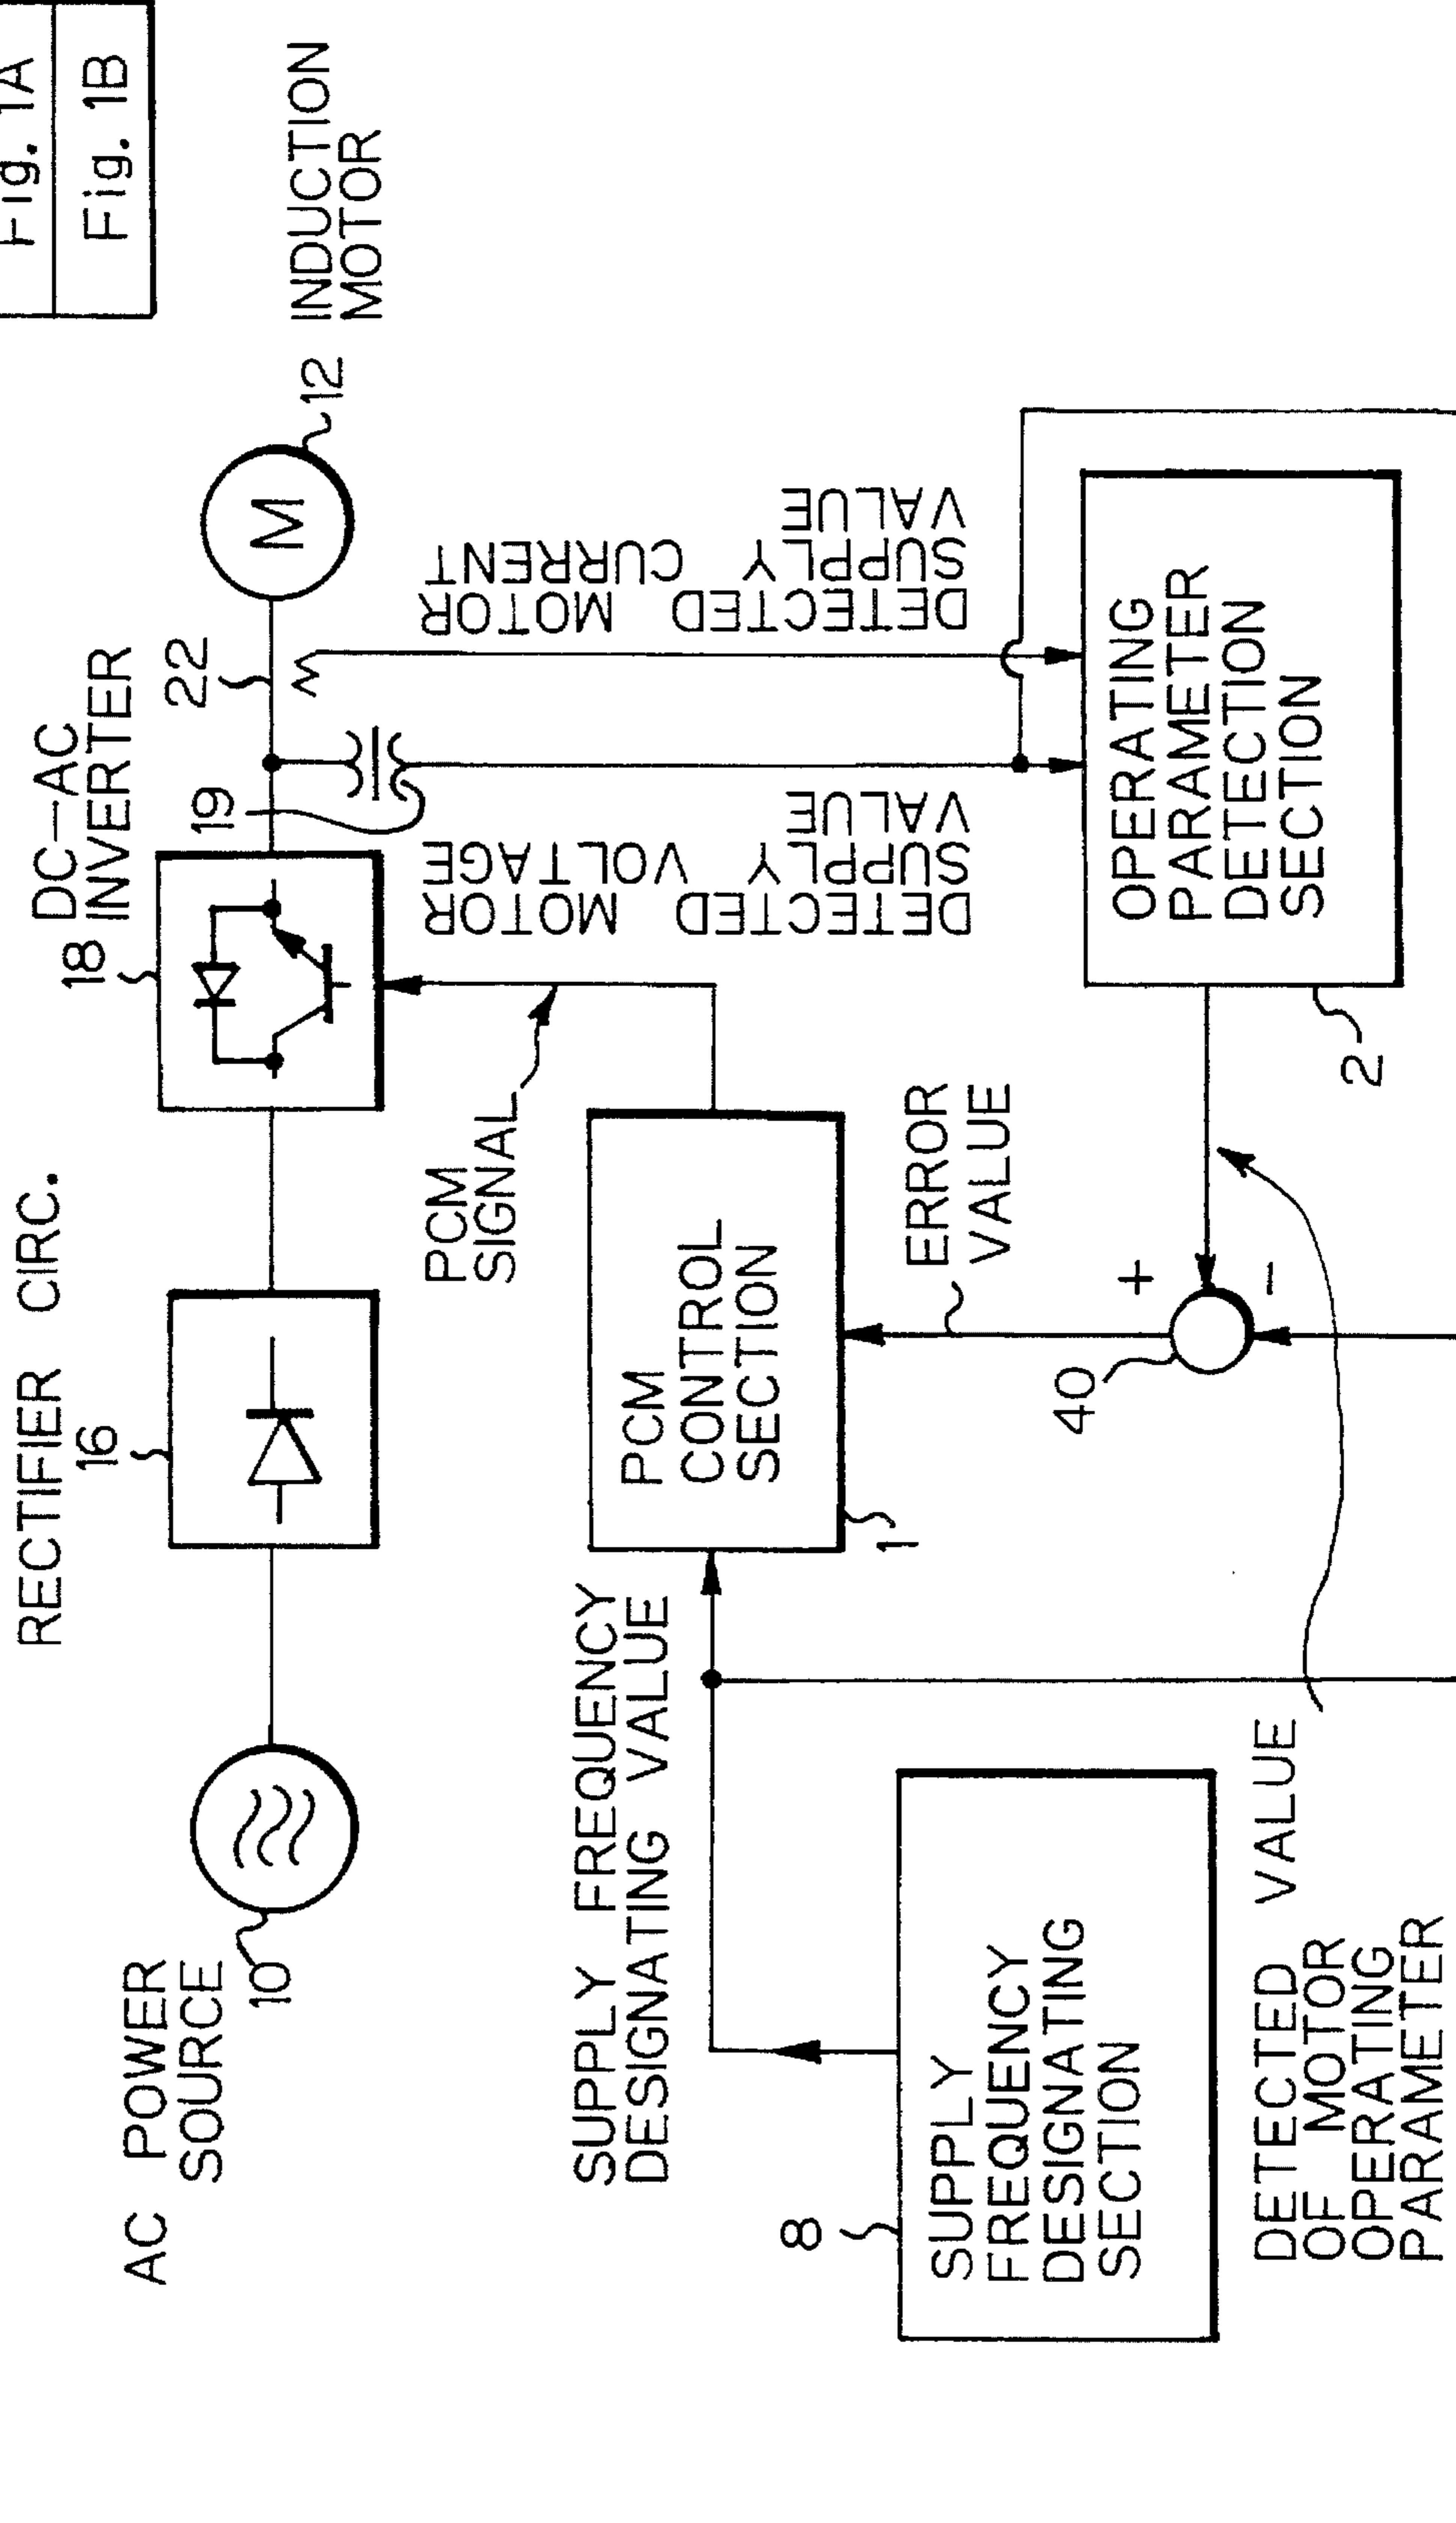 Fig. 1A
Fig. 1B
RECTIFIER CIRC.
DC-AC
INVERTER
AC POWER
SOURCE
10
16
18
19
22
M
12
INDUCTION
MOTOR
PCM
SIGNAL
DETECTED MOTOR
SUPPLY VOLTAGE
VALUE
DETECTED MOTOR
SUPPLY CURRENT
VALUE
SUPPLY FREQUENCY
DESIGNATING VALUE
PCM
CONTROL
SECTION
1
ERROR
VALUE
8
SUPPLY
FREQUENCY
DESIGNATING
SECTION
40
+
−
OPERATING
PARAMETER
DETECTION
SECTION
2
DETECTED VALUE
OF MOTOR
OPERATING
PARAMETER